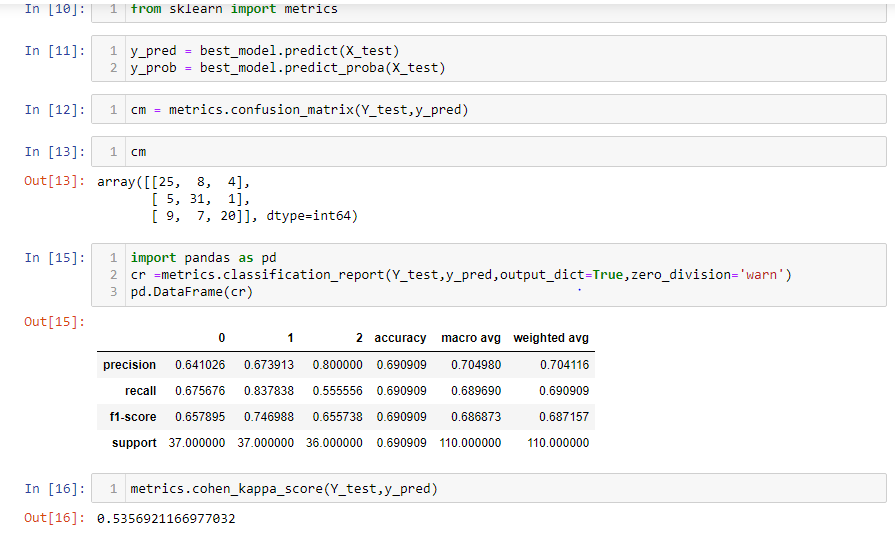 In [10]: 1 from sklearn import metrics
In [11]: 1 y_pred = best_model.predict(X_test)
2 y_prob = best_model.predict_proba(X_test)
In [12]: 1 cm = metrics.confusion_matrix(Y_test,y_pred)
In [13]: 1 cm
Out[13]: array([[25, 8, 4],
[ 5, 31, 1],
[ 9, 7, 20]], dtype=int64)
In [15]: 1 import pandas as pd
2 cr =metrics.classification_report(Y_test,y_pred,output_dict=True,zero_division='warn')
3 pd.DataFrame(cr)
Out[15]:
0 1 2 accuracy macro avg weighted avg
precision 0.641026 0.673913 0.800000 0.690909 0.704980 0.704116
recall 0.675676 0.837838 0.555556 0.690909 0.689690 0.690909
f1-score 0.657895 0.746988 0.655738 0.690909 0.686873 0.687157
support 37.000000 37.000000 36.000000 0.690909 110.000000 110.000000
In [16]: 1 metrics.cohen_kappa_score(Y_test,y_pred)
Out[16]: 0.5356921166977032